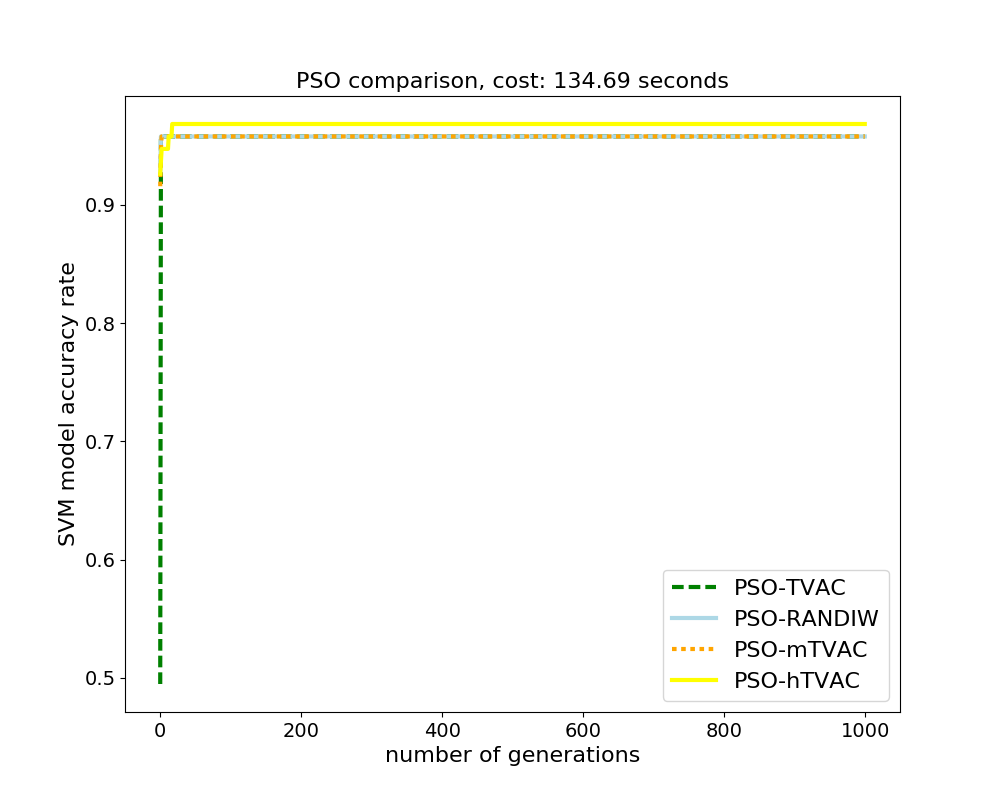 PSO comparison, cost: 134.69 seconds
SVM model accuracy rate
0.9
0.8
0.7
0.6
0.5
PSO-TVAC
PSO-RANDIW
PSO-mTVAC
PSO-hTVAC
0 200 400 600 800 1000
number of generations